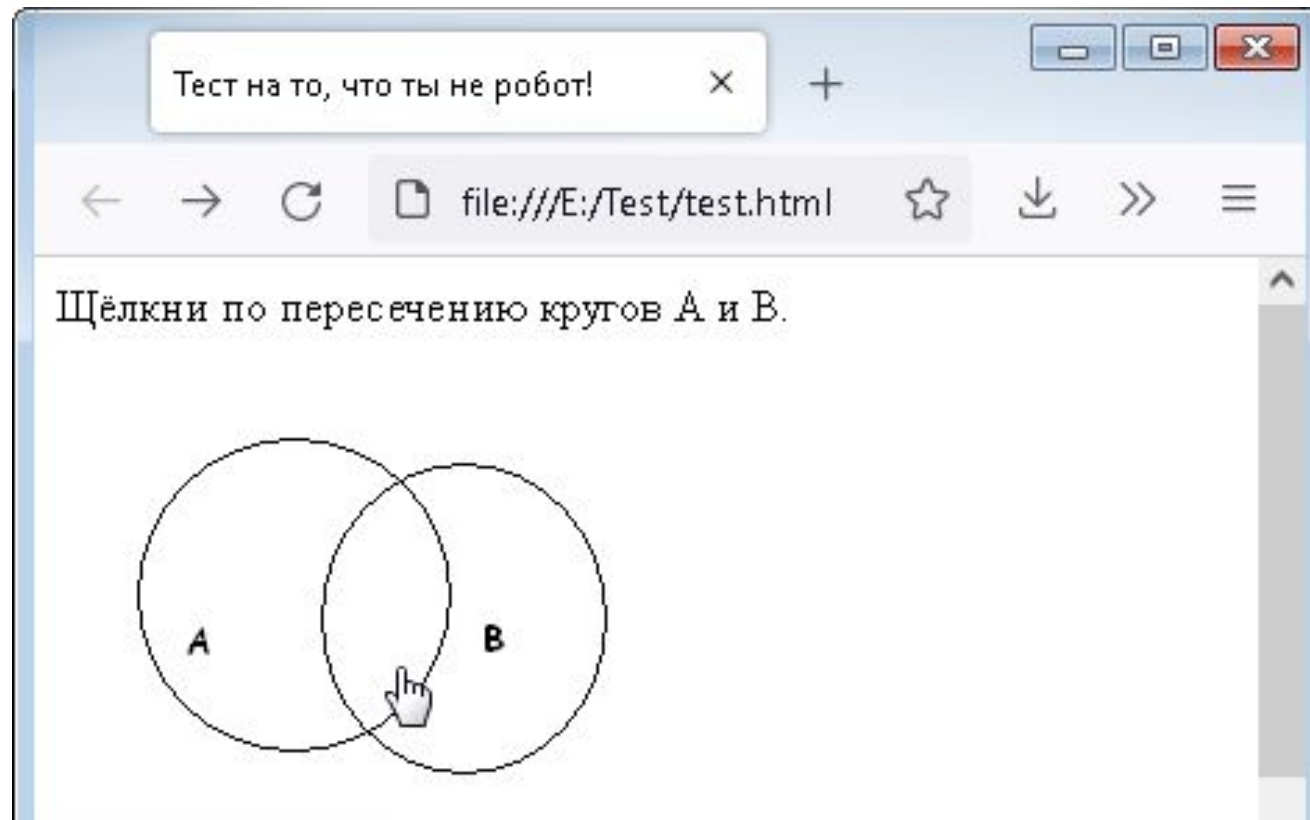 Тест на то, что ты не робот!
file:///E:/Test/test.html
Щёлкни по пересечению кругов А и В.
A
B